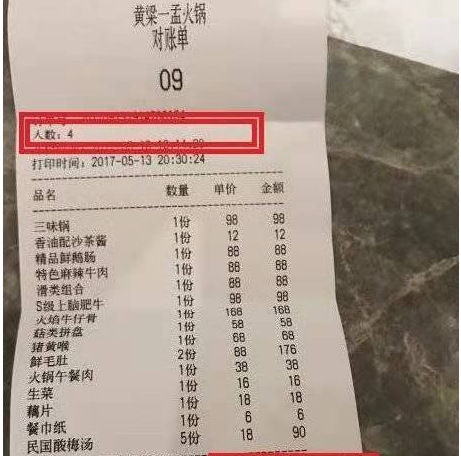 黄梁一孟火锅
对账单
09
人数：4
打印时间：2017-05-13 20:30:24
品名 数量 单价 金额
三味锅 1份 98 98
香油配沙茶酱 1份 12 12
精品鲜鹅肠 1份 88 88
特色麻辣牛肉 1份 88 88
滑类组合 1份 88 88
S级上脑肥牛 1份 98 98
火焰牛仔骨 1份 168 168
菇类拼盘 1份 58 58
猪黄喉 1份 68 68
鲜毛肚 2份 88 176
火锅午餐肉 1份 38 38
生菜 1份 16 16
藕片 1份 18 18
餐巾纸 1份 6 6
民国酸梅汤 5份 18 90